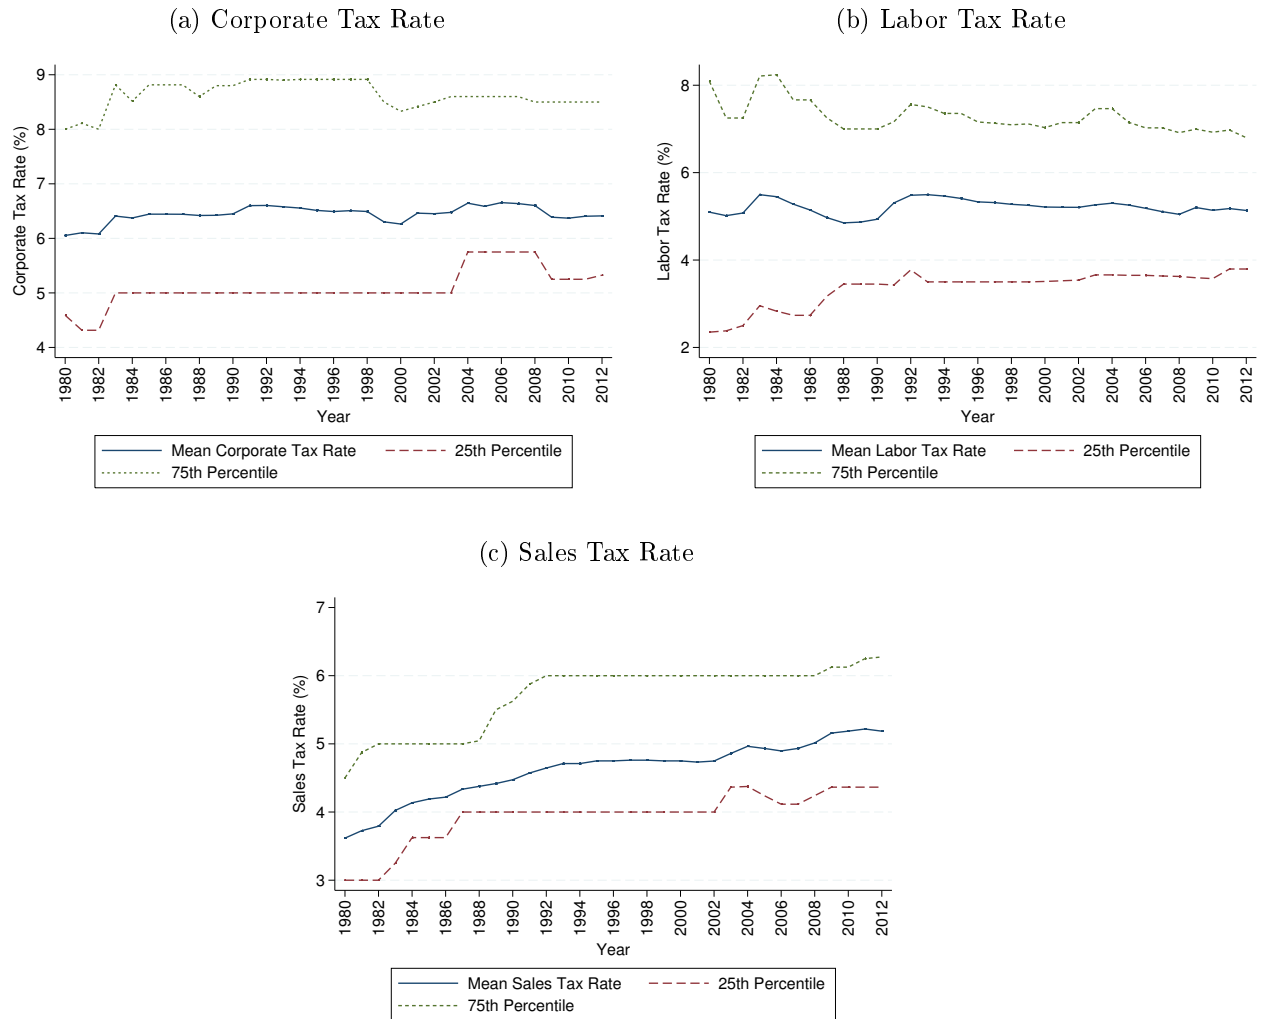 (a) Corporate Tax Rate
Corporate Tax Rate (%)
9
8
7
6
5
4
1980 1982 1984 1986 1988 1990 1992 1994 1996 1998 2000 2002 2004 2006 2008 2010 2012
Year
Mean Corporate Tax Rate 25th Percentile
75th Percentile
(b) Labor Tax Rate
Labor Tax Rate (%)
8
6
4
2
1980 1982 1984 1986 1988 1990 1992 1994 1996 1998 2000 2002 2004 2006 2008 2010 2012
Year
Mean Labor Tax Rate 25th Percentile
75th Percentile
(c) Sales Tax Rate
Sales Tax Rate (%)
7
6
5
4
3
1980 1982 1984 1986 1988 1990 1992 1994 1996 1998 2000 2002 2004 2006 2008 2010 2012
Year
Mean Sales Tax Rate 25th Percentile
75th Percentile